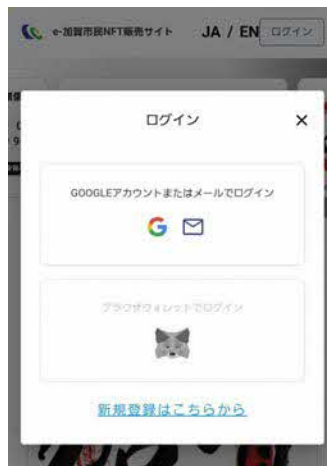 e-加賀市民NFT販売サイト
JA / EN
ログイン
ログイン
×
GOOGLEアカウントまたはメールでログイン
G
ブラウザウォレットでログイン
新規登録はこちらから